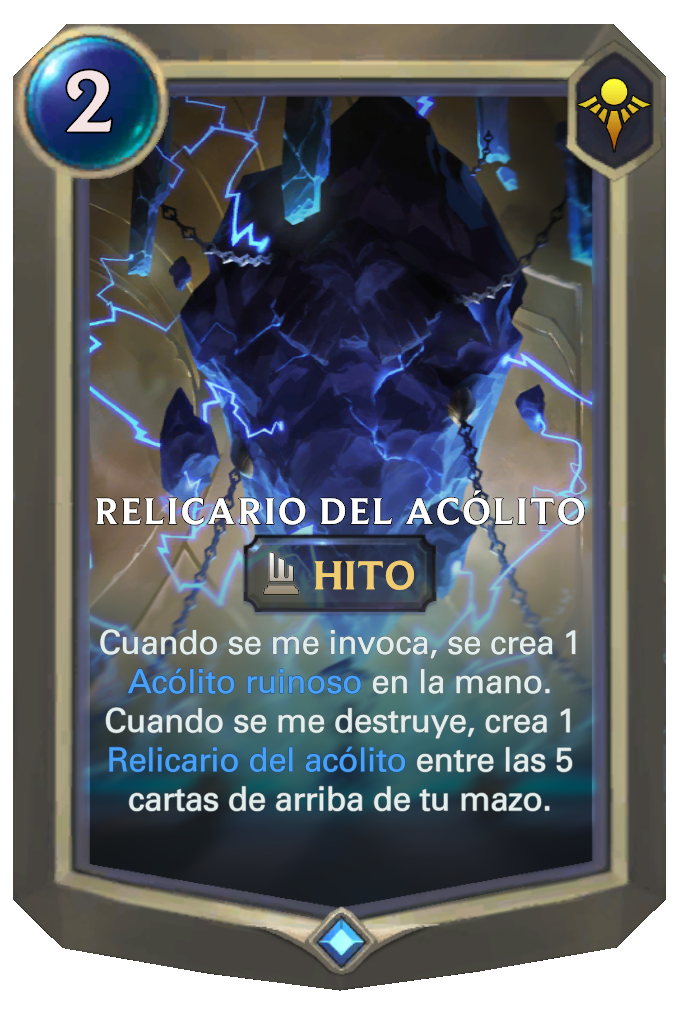 2
RELICARIO DEL ACÓLITO
HITO
Cuando se me invoca, se crea 1
Acólito ruinoso en la mano.
Cuando se me destruye, crea 1
Relicario del acólito entre las 5
cartas de arriba de tu mazo.